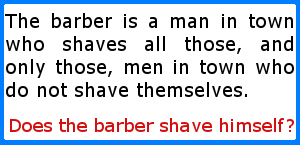 The barber is a man in town
who shaves all those, and
only those, men in town who
do not shave themselves.
Does the barber shave himself?